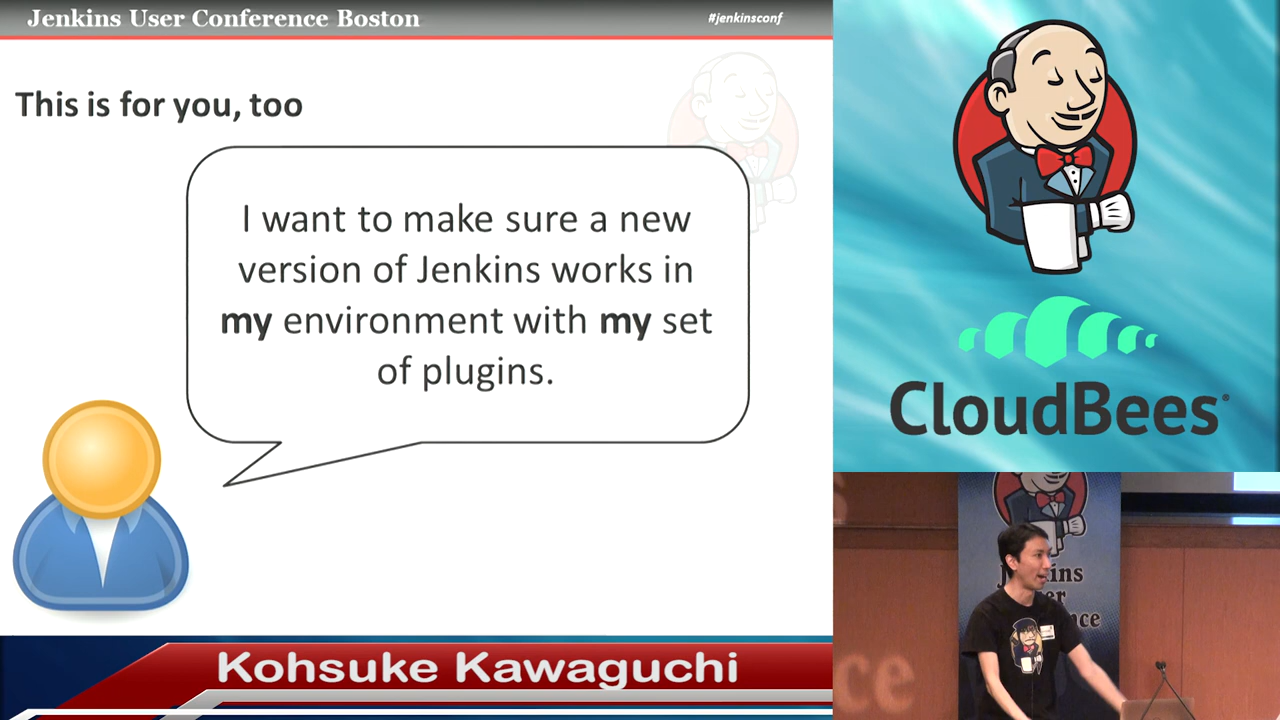 Jenkins User Conference Boston
#jenkinsconf
This is for you, too
I want to make sure a new
version of Jenkins works in
my environment with my set
of plugins.
Kohsuke Kawaguchi
CloudBees